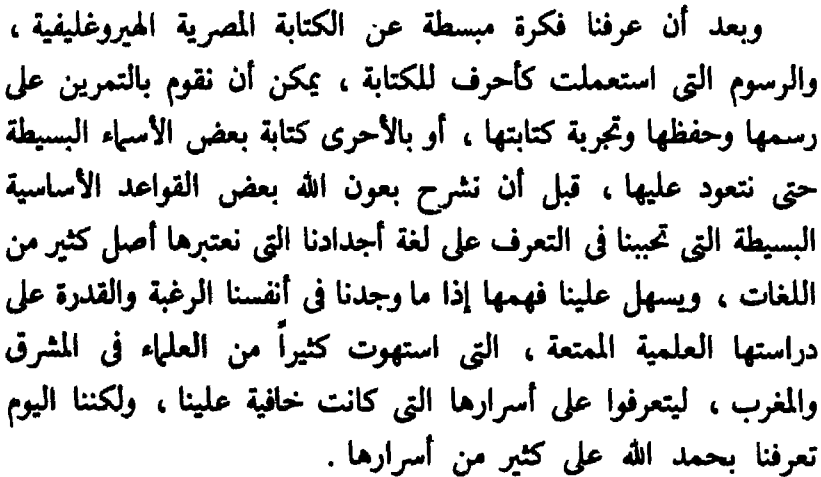 وبعد أن عرفنا فكرة مبسطة عن الكتابة المصرية الهيروغليفية ،
والرسوم التى استعملت كأحرف للكتابة ، يمكن أن نقوم بالتمرين على
رسمها وحفظها وتجربة كتابتها ، أو بالأحرى كتابة بعض الأسماء البسيطة
حتى نتعود عليها ، قبل أن نشرح بعون الله بعض القواعد الأساسية
البسيطة التى تحببنا فى التعرف على لغة أجدادنا التى نعتبرها أصل كثير من
اللغات ، ويسهل علينا فهمها إذا ما وجدنا فى أنفسنا الرغبة والقدرة على
دراستها العلمية الممتعة ، التى استهوت كثيراً من العلماء فى المشرق
والمغرب ، ليتعرفوا على أسرارها التى كانت خافية علينا ، ولكننا اليوم
تعرفنا بحمد الله على كثير من أسرارها .